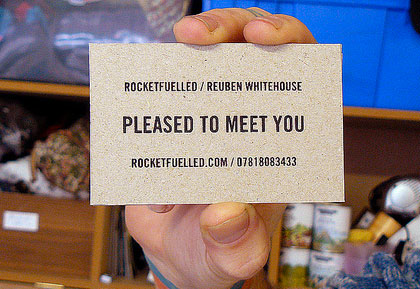 ROCKETFUELLED / REUBEN WHITEHOUSE
PLEASED TO MEET YOU
ROCKETFUELLED.COM / 07818083433